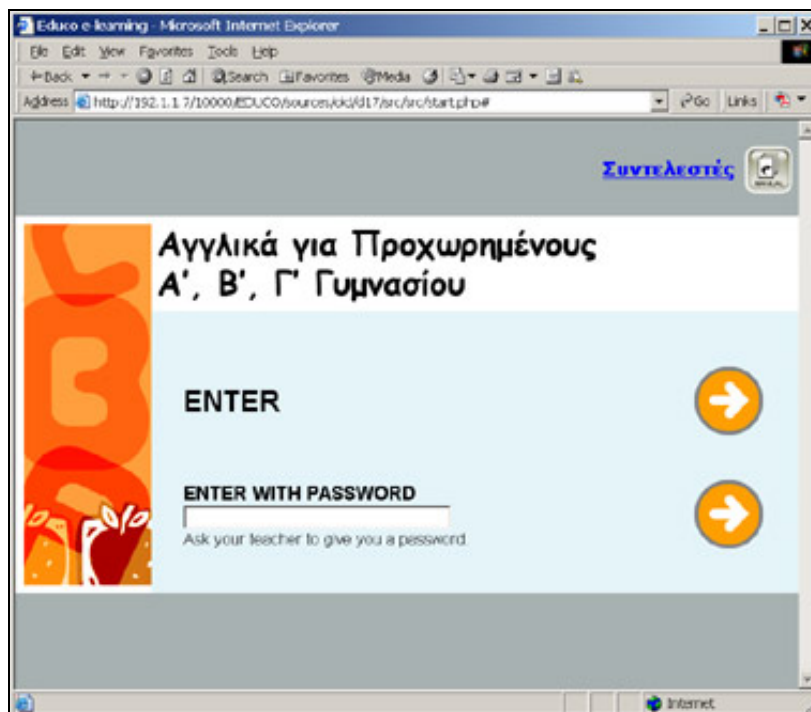 Educo e-learning - Microsoft Internet Explorer
File Edit View Favorites Tools Help
Back Search Favorites Media
Address http://192.1.1.7/10000/EDUCO/sources/cid/d17/src/src/start.php# Go Links
Συντελεστές
Αγγλικά για Προχωρημένους
Α', Β', Γ' Γυμνασίου
ENTER
ENTER WITH PASSWORD
Ask your teacher to give you a password
Internet